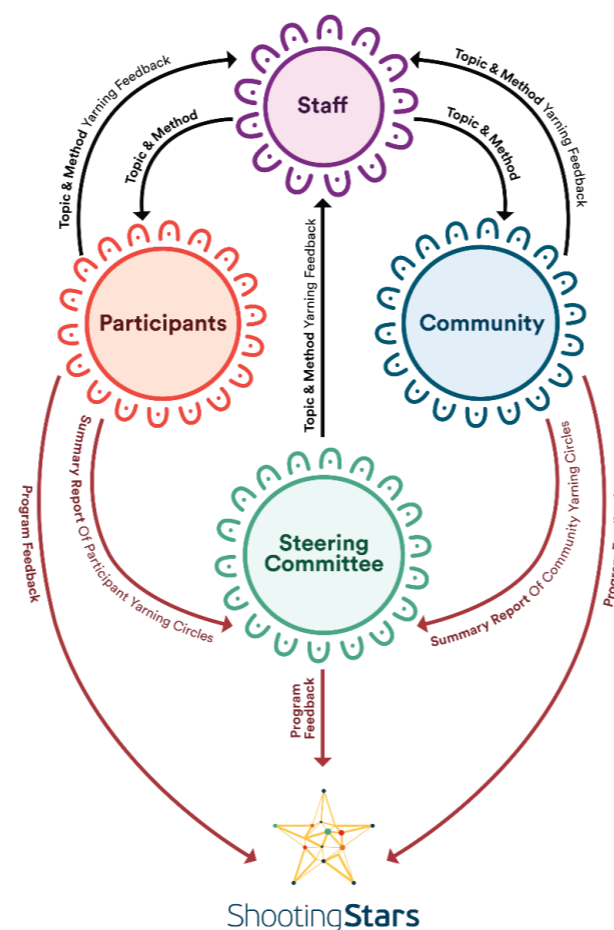 Staff
Topic & Method Yarning Feedback
Topic & Method Yarning Feedback
Topic & Method
Topic & Method
Participants
Community
Topic & Method Yarning Feedback
Steering
Committee
Program Feedback
Summary Report Of Participant Yarning Circles
Summary Report Of Community Yarning Circles
Program
Feedback
ShootingStars